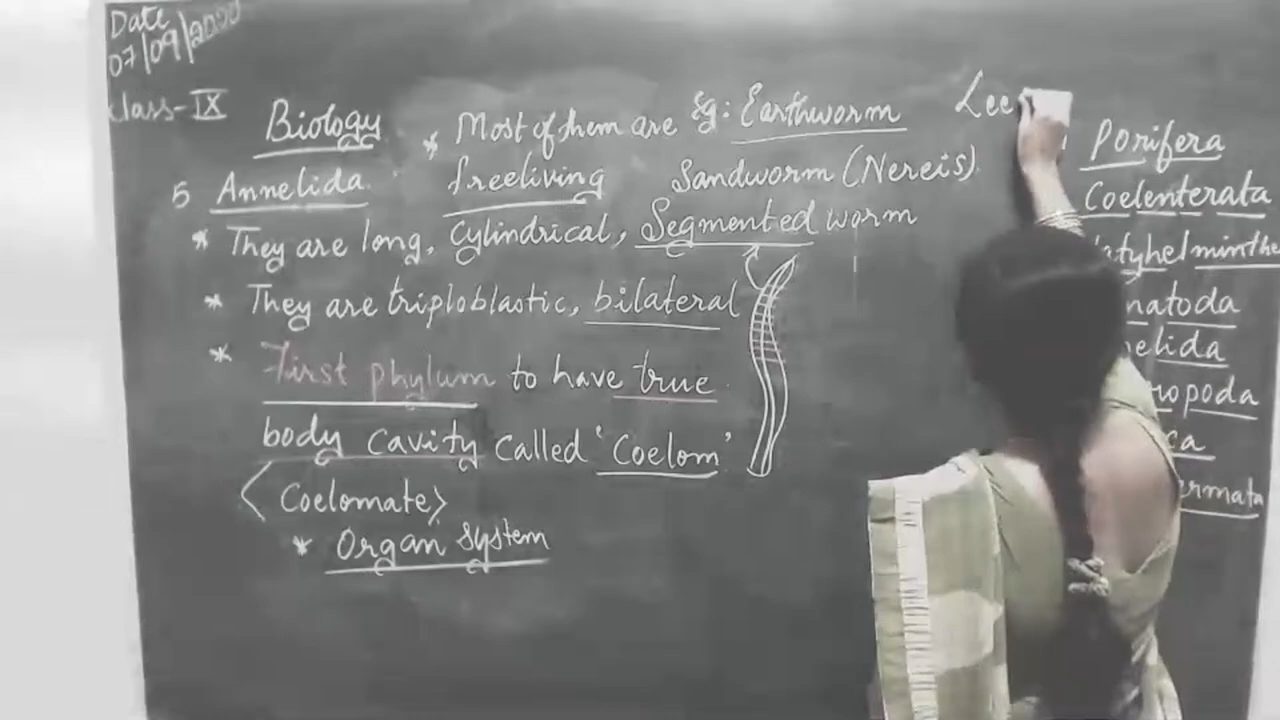 Date
07/09/2020
Class-IX
Biology
5 Annelida
* Most of them are
freeliving
Eg: Earthworm
Sandworm (Nereis)
Lee
* They are long, Cylindrical, Segmented worm
* They are triploblastic, bilateral
* First phylum to have true
body cavity called 'Coelom'
<Coelomate>
* Organ system
Porifera
Coelenterata
atyhelminthe
matoda
elida
ropoda
ca
ermata